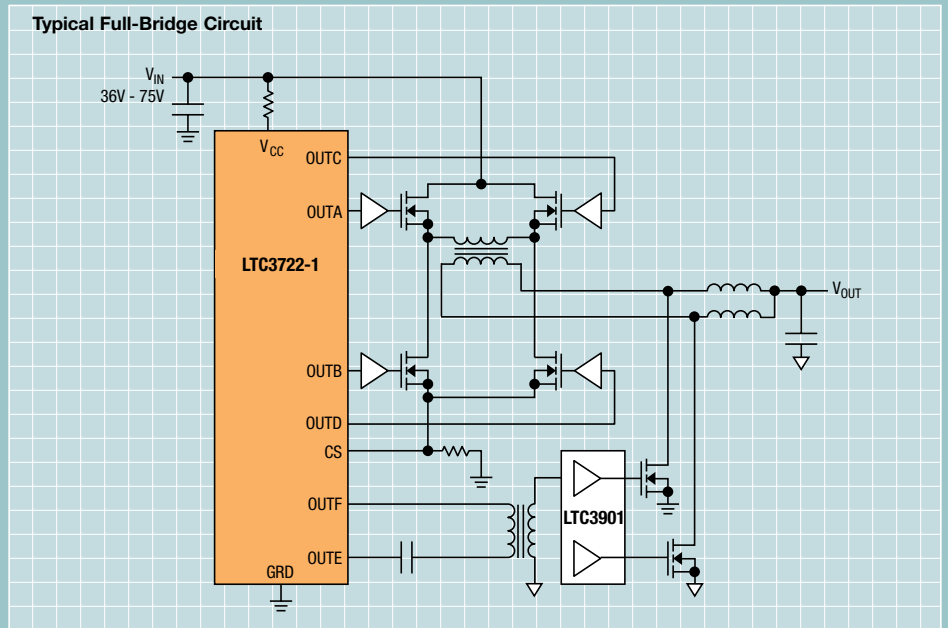 Typical Full-Bridge Circuit
VIN
36V - 75V
VCC
OUTC
OUTA
LTC3722-1
VOUT
OUTB
OUTD
CS
OUTF
LTC3901
OUTE
GRD